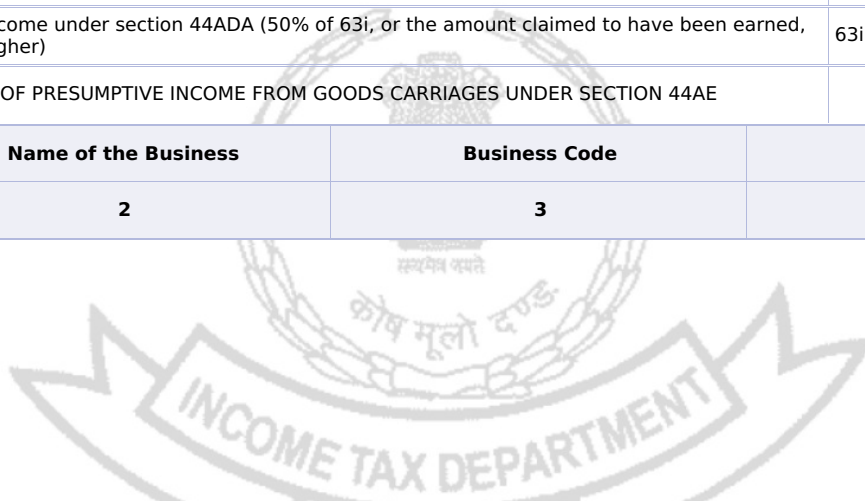 come under section 44ADA (50% of 63i, or the amount claimed to have been earned,
gher)
63i
OF PRESUMPTIVE INCOME FROM GOODS CARRIAGES UNDER SECTION 44AE
Name of the Business Business Code
2 3
सत्यमेव जयते
कोष मूलो दण्ड:
INCOME TAX DEPARTMENT